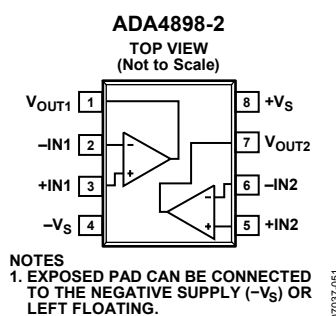 ADA4898-2
TOP VIEW
(Not to Scale)
VOUT1 1
–IN1 2
+IN1 3
–VS 4
8 +VS
7 VOUT2
6 –IN2
5 +IN2
– +
– +
NOTES
1. EXPOSED PAD CAN BE CONNECTED
TO THE NEGATIVE SUPPLY (–VS) OR
LEFT FLOATING.